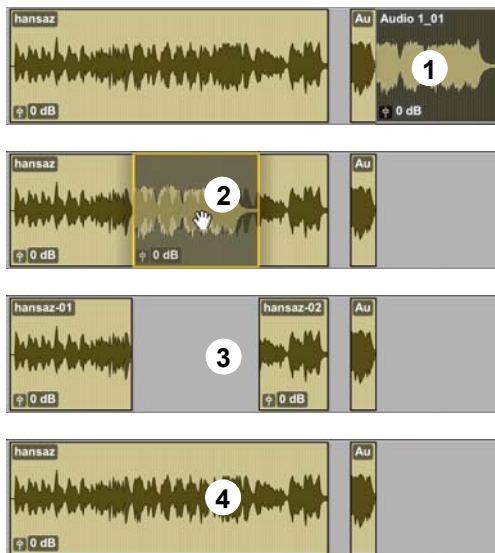 hansaz Au Audio 1_01
1
0 dB 0 dB
hansaz Au
2
0 dB 0 dB
hansaz-01 hansaz-02 Au
3
0 dB 0 dB
hansaz Au
4
0 dB